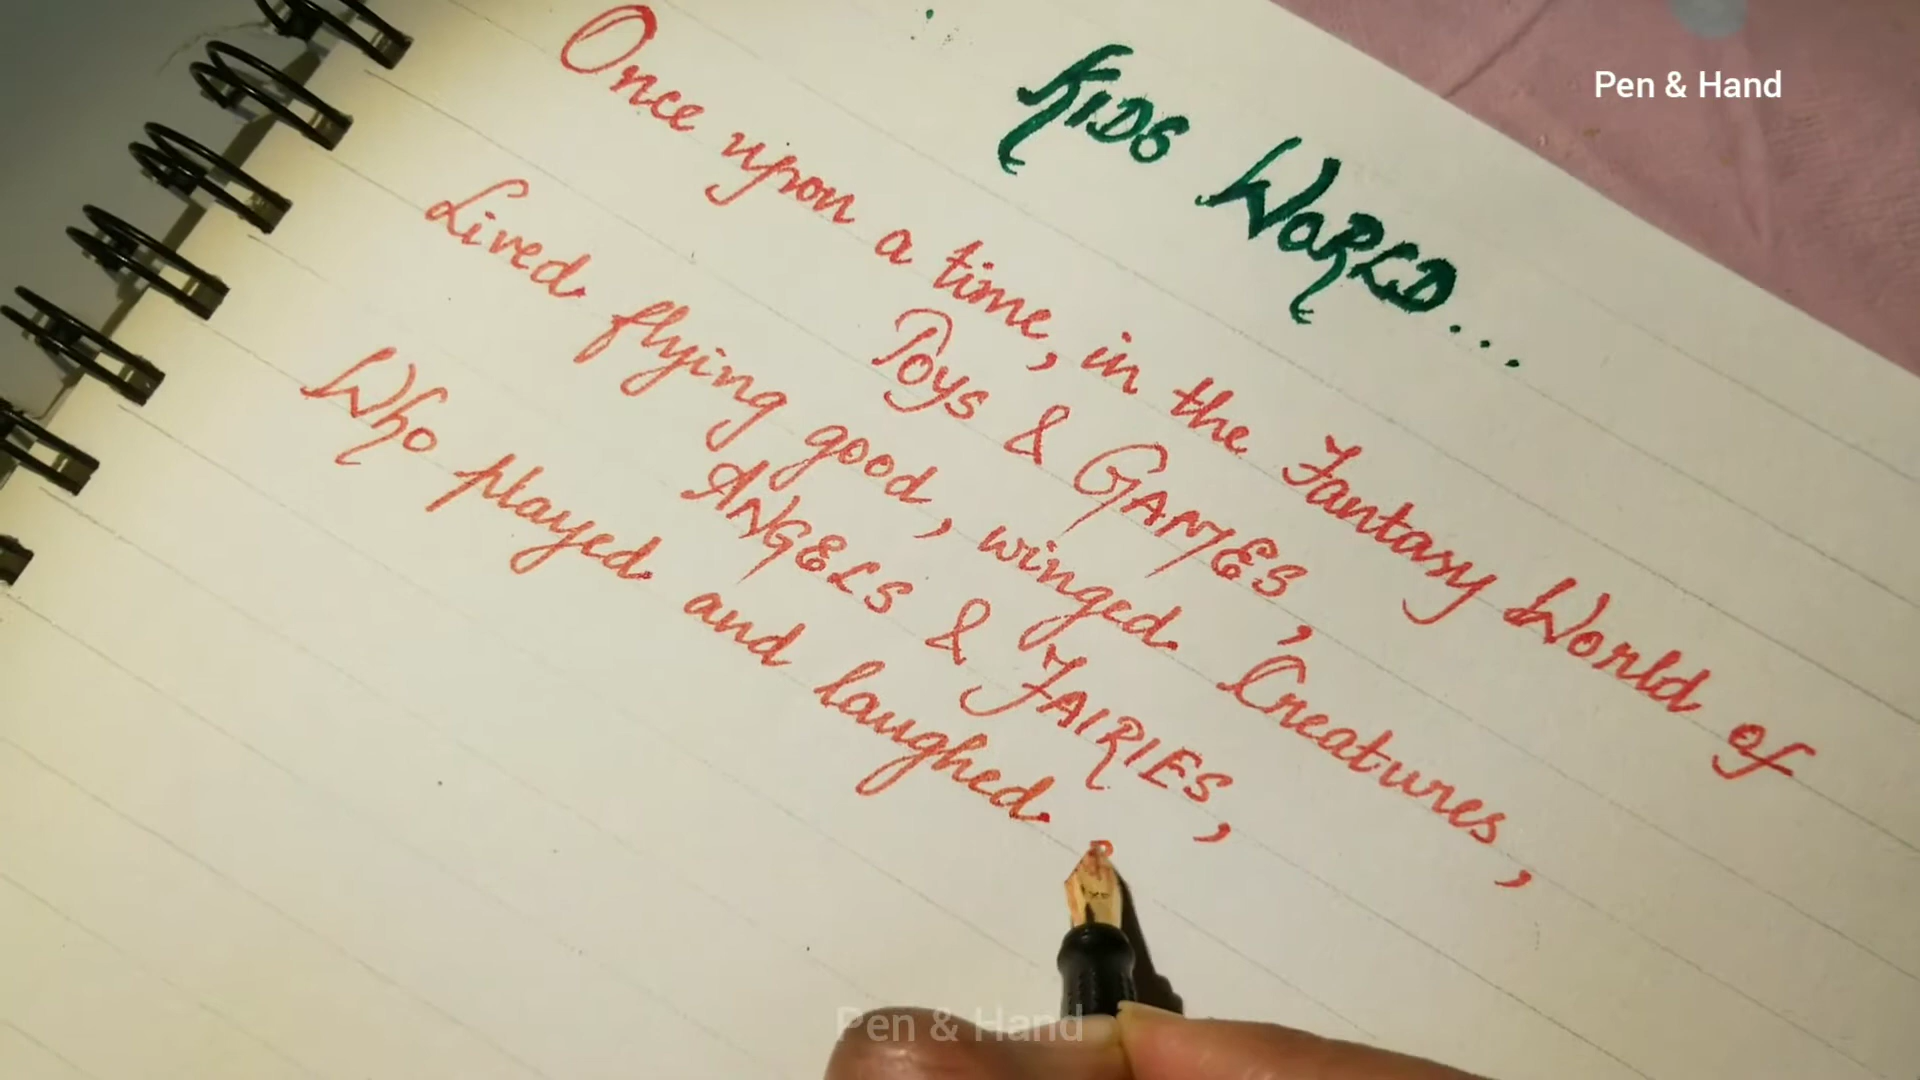 Pen & Hand
KIDS WORLD...
Once upon a time, in the Fantasy World of
Toys & GAMES,
Lived flying good, winged Creatures,
ANGELS & FAIRIES,
Who played and laughed
Pen & Hand